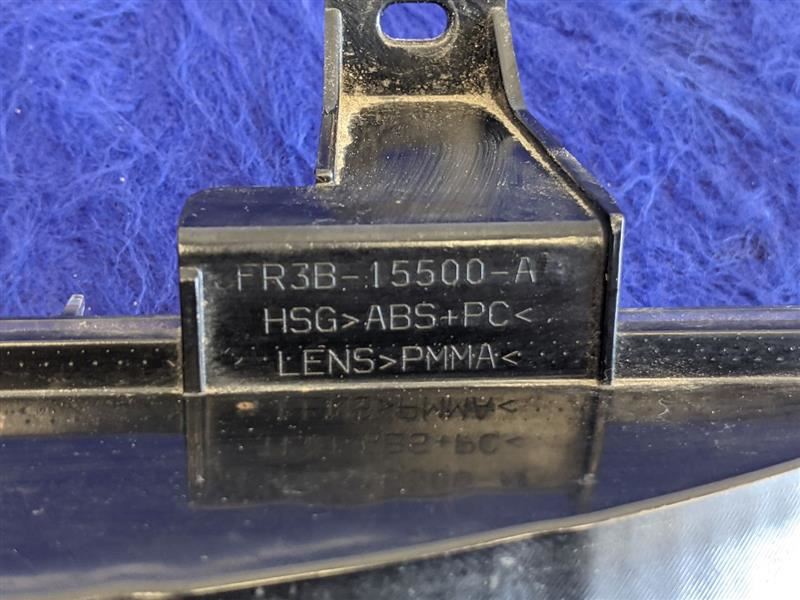 FR3B-15500-A
HSG>ABS+PC<
LENS>PMMA<